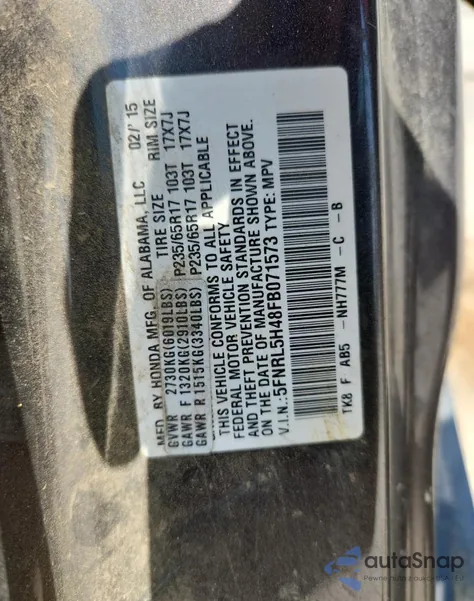 MFD. BY HONDA MFG. OF ALABAMA, LLC 02/'15
TIRE SIZE RIM SIZE
GVWR 2730KG(6019LBS)
GAWR F 1320KG(2910LBS) P235/65R17 103T 17X7J
GAWR R 1515KG(3340LBS) P235/65R17 103T 17X7J
THIS VEHICLE CONFORMS TO ALL APPLICABLE
FEDERAL MOTOR VEHICLE SAFETY
AND THEFT PREVENTION STANDARDS IN EFFECT
ON THE DATE OF MANUFACTURE SHOWN ABOVE.
V.I.N.: 5FNRL5H48FB071573 TYPE: MPV
TK8 F AB5 - NH777M - C - B
autoSnap